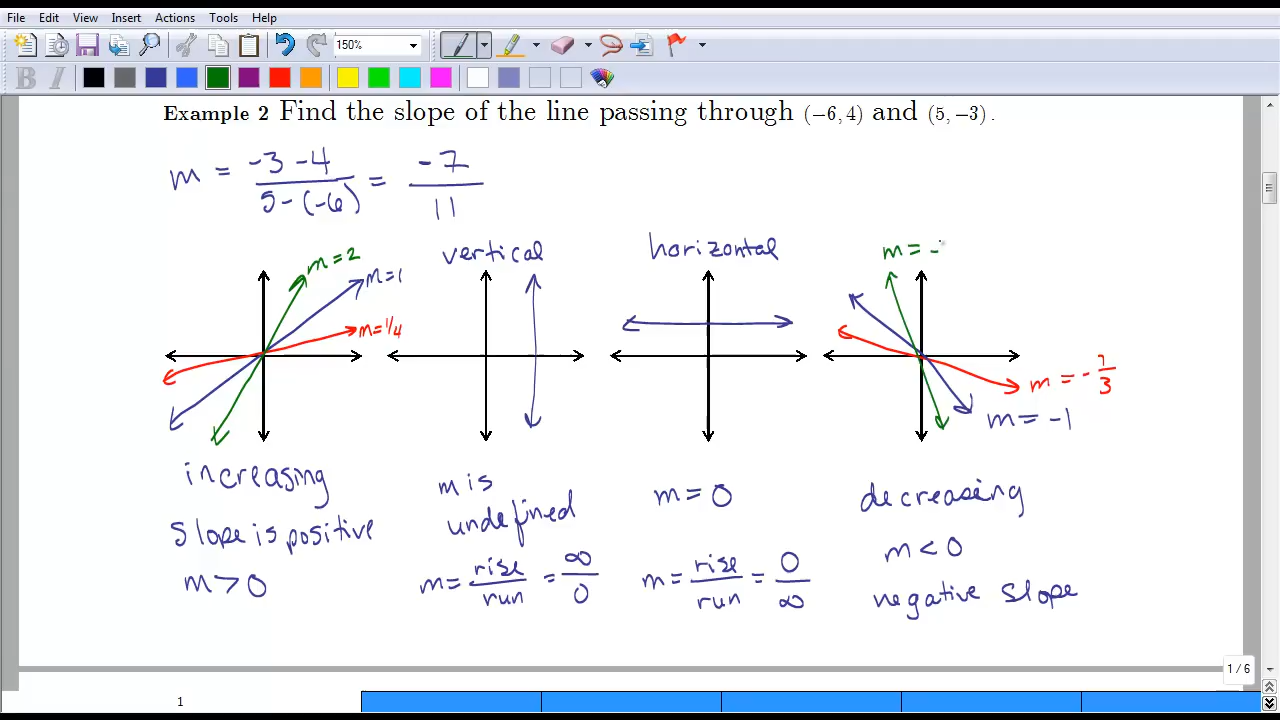 File Edit View Insert Actions Tools Help
150%
B I
Example 2 Find the slope of the line passing through (−6, 4) and (5, −3).
m = -3 -4 / 5 - (-6) = -7 / 11
vertical
horizontal
m = -
m=2
m=1
m=1/4
m = - 1/3
m = -1
increasing
slope is positive
m > 0
m is
undefined
m = rise/run = ∞/0
m = 0
m = rise/run = 0/∞
decreasing
m < 0
negative slope
1 / 6
1